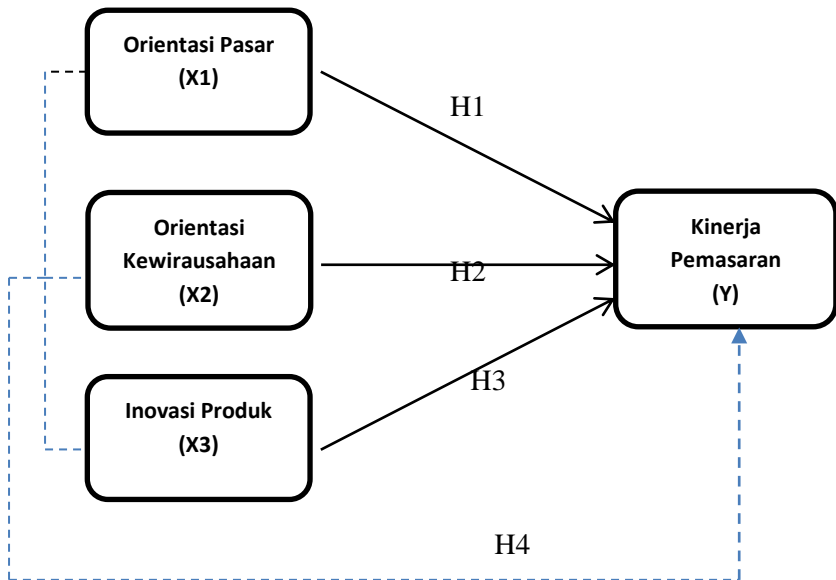 Orientasi Pasar
(X1)
H1
Orientasi
Kewirausahaan
(X2)
H2
Kinerja
Pemasaran
(Y)
Inovasi Produk
(X3)
H3
H4